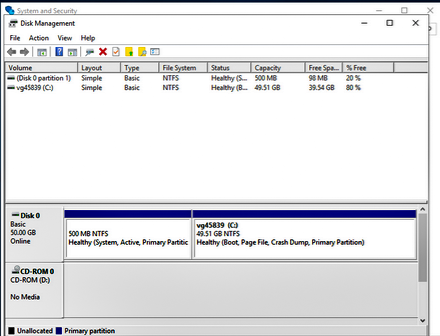 System and Security
Disk Management
File Action View Help
Volume Layout Type File System Status Capacity Free Spa... % Free
(Disk 0 partition 1) Simple Basic NTFS Healthy (S... 500 MB 98 MB 20 %
vg45839 (C:) Simple Basic NTFS Healthy (B... 49.51 GB 39.54 GB 80 %
Disk 0
Basic
50.00 GB
Online
500 MB NTFS
Healthy (System, Active, Primary Partitic
vg45839 (C:)
49.51 GB NTFS
Healthy (Boot, Page File, Crash Dump, Primary Partition)
CD-ROM 0
CD-ROM (D:)
No Media
Unallocated Primary partition